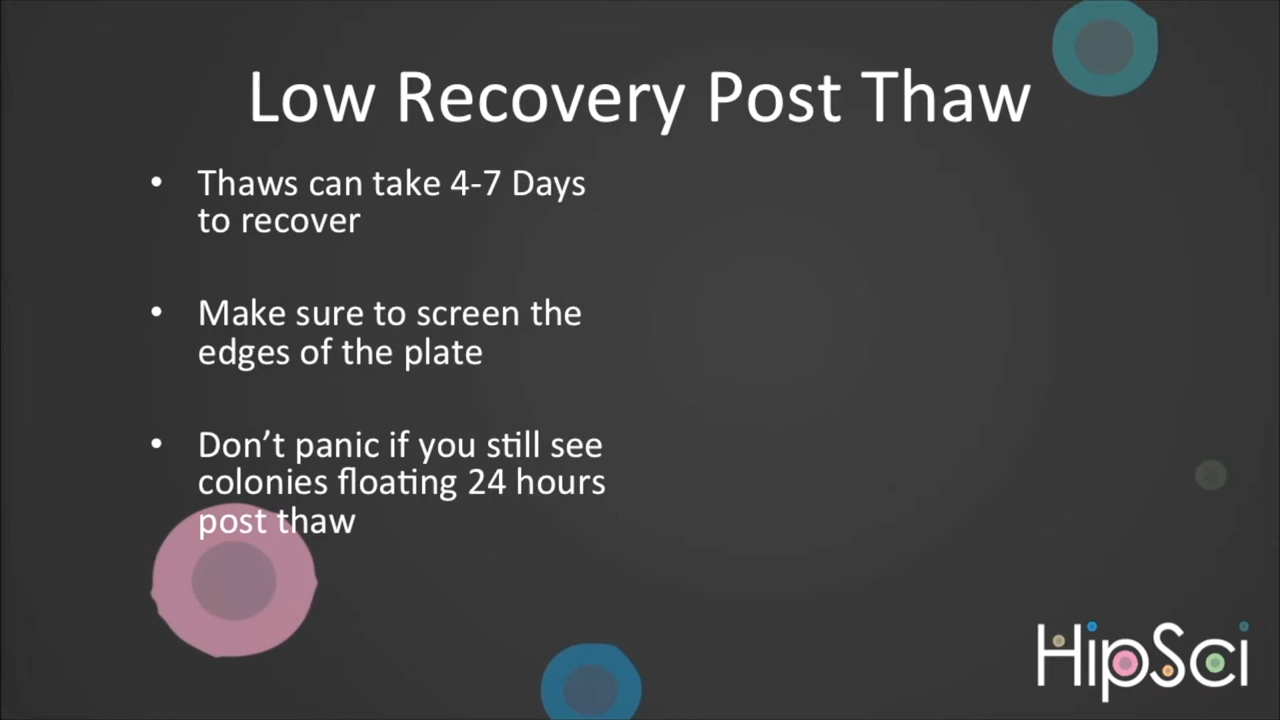 Low Recovery Post Thaw
• Thaws can take 4-7 Days
to recover
• Make sure to screen the
edges of the plate
• Don’t panic if you still see
colonies floating 24 hours
post thaw
HipSci